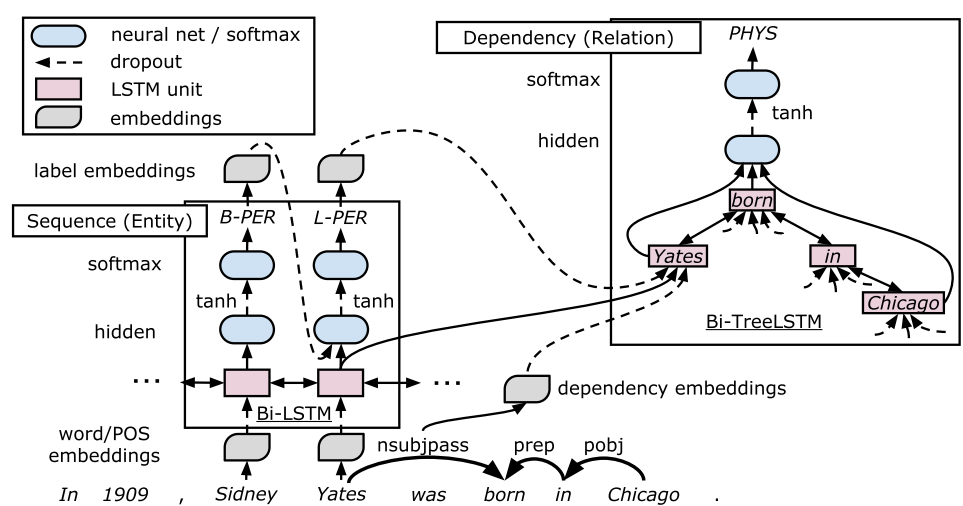 neural net / softmax
dropout
LSTM unit
embeddings
label embeddings
Sequence (Entity)
B-PER L-PER
softmax
tanh tanh
hidden
... ...
Bi-LSTM
word/POS
embeddings
Dependency (Relation)
PHYS
softmax
tanh
hidden
born
Yates
in
Chicago
Bi-TreeLSTM
dependency embeddings
nsubjpass prep pobj
In 1909 , Sidney Yates was born in Chicago .